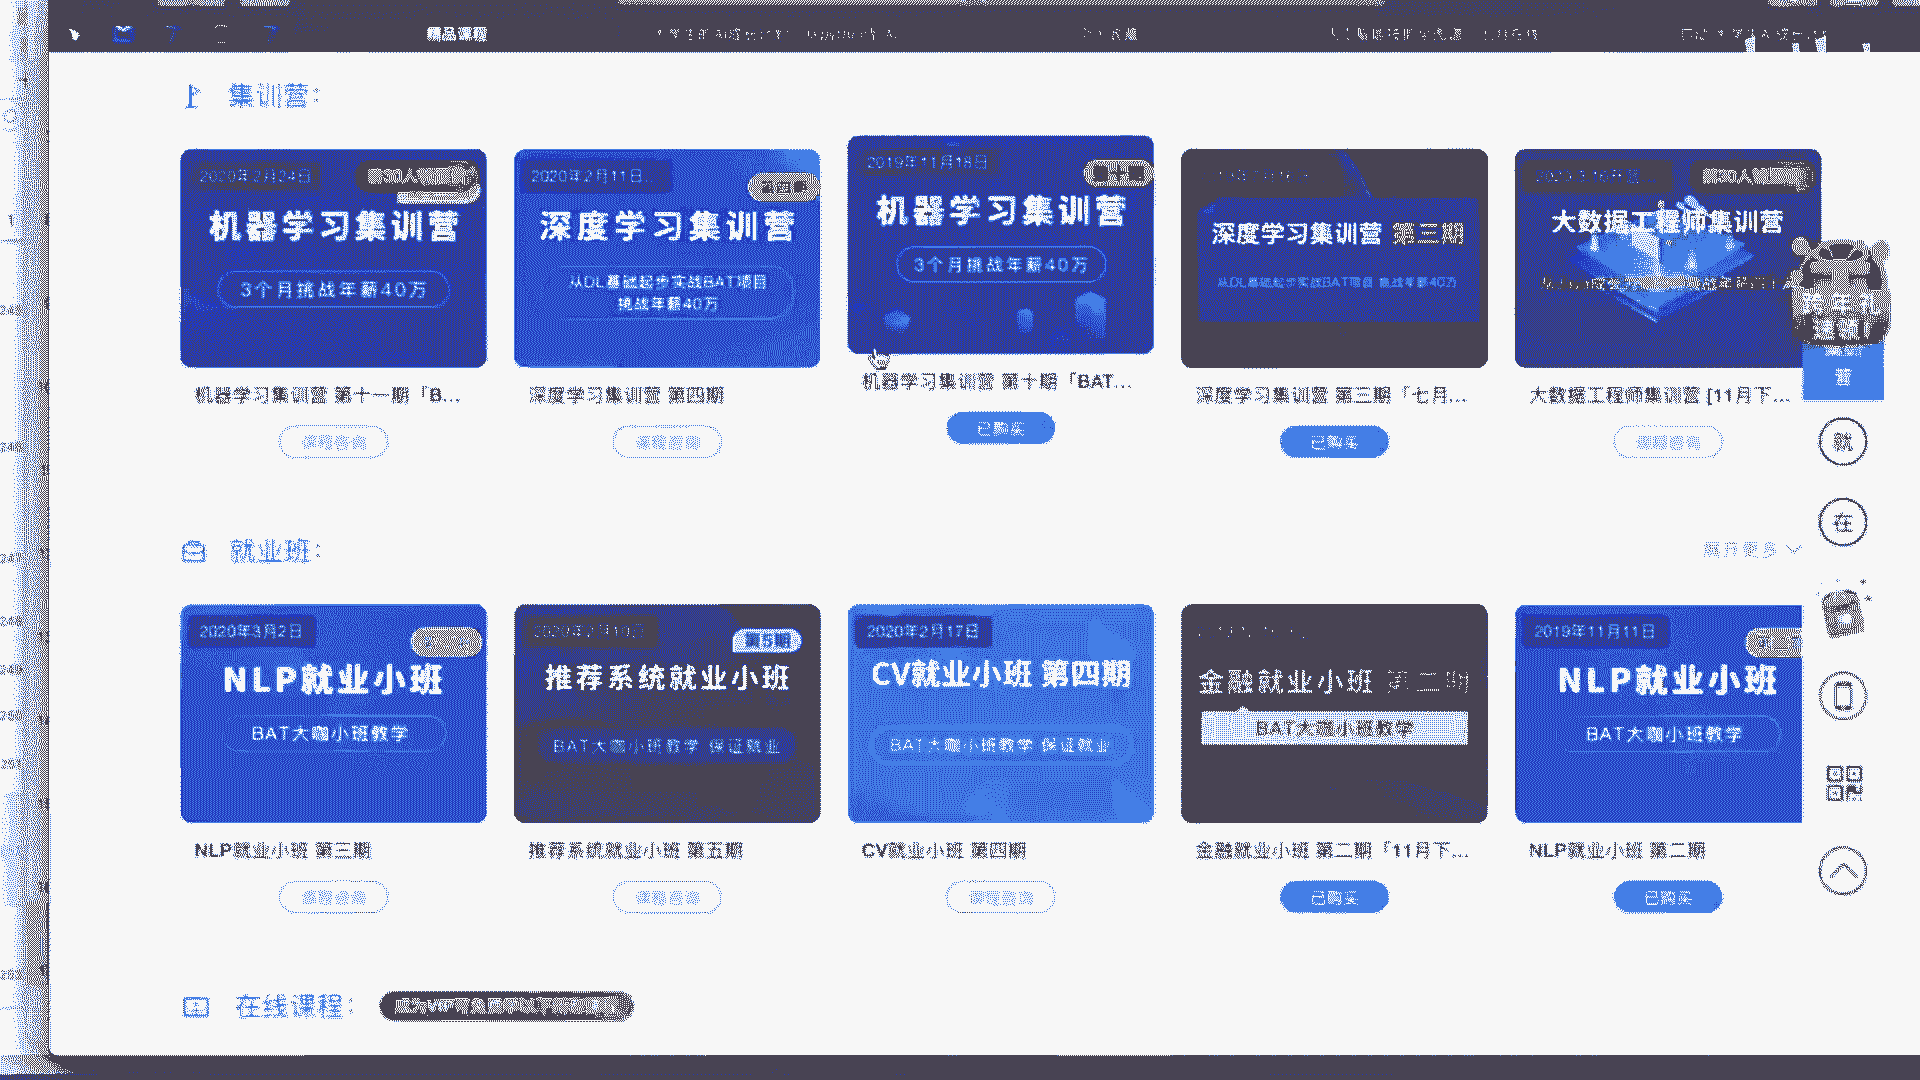 精品课程
集训营:
2020年2月24日
机器学习集训营
3个月挑战年薪40万
机器学习集训营 第十一期「B...
课程咨询
2020年2月11日...
第四期
深度学习集训营
从DL基础起步实战BAT项目
挑战年薪40万
深度学习集训营 第四期
课程咨询
2019年11月18日
机器学习集训营
3个月挑战年薪40万
机器学习集训营 第十期「BAT...
已购买
深度学习集训营 第三期
从DL基础起步实战BAT项目 挑战年薪40万
深度学习集训营 第三期「七月...
已购买
大数据工程师集训营
大数据工程师集训营 [11月下...
课程咨询
营
就
在
就业班:
展开更多
2020年3月2日
NLP就业小班
BAT大咖小班教学
NLP就业小班 第三期
课程咨询
2020年2月10日
第5期
推荐系统就业小班
BAT大咖小班教学 保证就业
推荐系统就业小班 第五期
课程咨询
2020年2月17日
CV就业小班 第四期
BAT大咖小班教学 保证就业
CV就业小班 第四期
课程咨询
金融就业小班 第二期
BAT大咖小班教学
金融就业小班 第二期「11月下...
已购买
2019年11月11日
NLP就业小班
BAT大咖小班教学
NLP就业小班 第二期
已购买
在线课程: